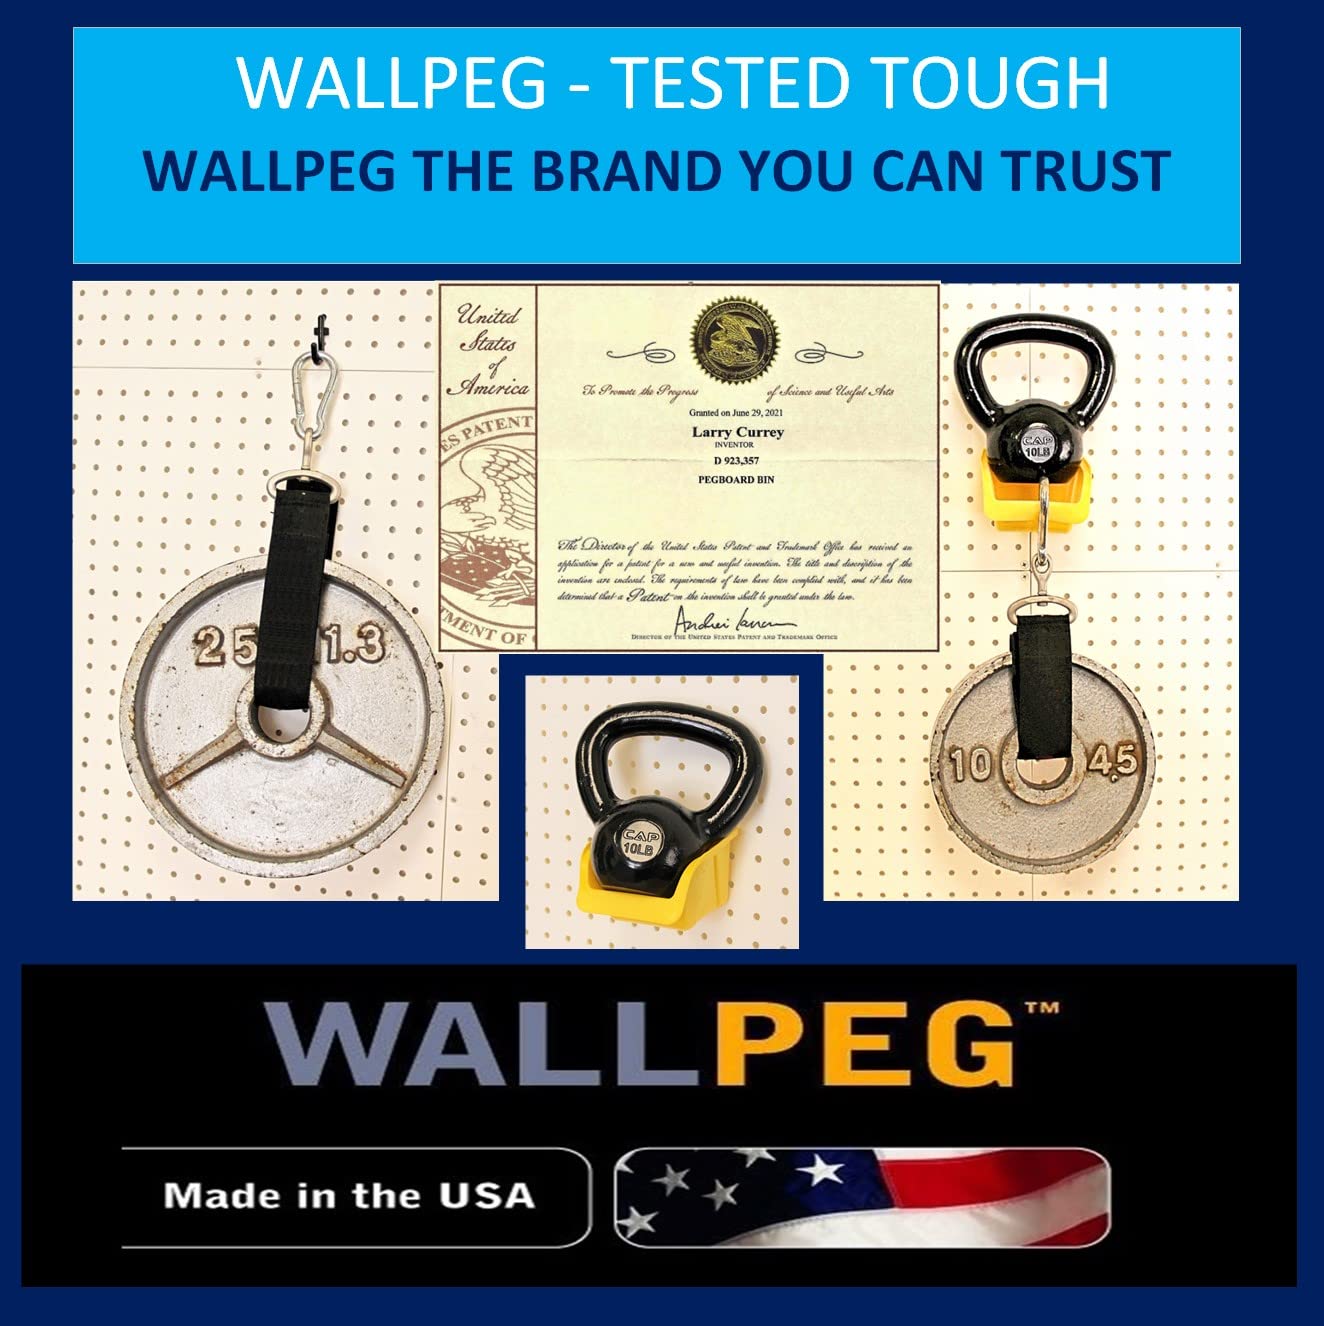 WALLPEG - TESTED TOUGH
WALLPEG THE BRAND YOU CAN TRUST
United
States
of
America
To Promote the Progress of Science and Useful Arts
Granted on June 29, 2021
Larry Currey
INVENTOR
D 923,357
PEGBOARD BIN
The Director of the United States Patent and Trademark Office has received an
application for a patent for a new and useful invention. The title and description of the
invention are enclosed. The requirements of law have been complied with, and it has been
determined that a Patent on the invention shall be granted under the law.
DIRECTOR OF THE UNITED STATES PATENT AND TRADEMARK OFFICE
ES PATENT
MENT OF
25 11.3
CAP
10LB
10 4.5
CAP
10LB
WALLPEG™
Made in the USA